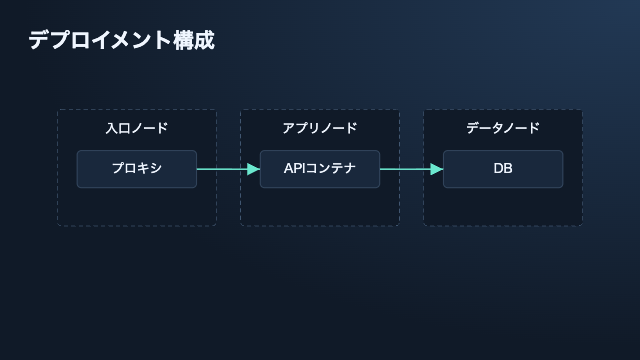 デプロイメント構成
入口ノード
アプリノード
データノード
プロキシ
APIコンテナ
DB